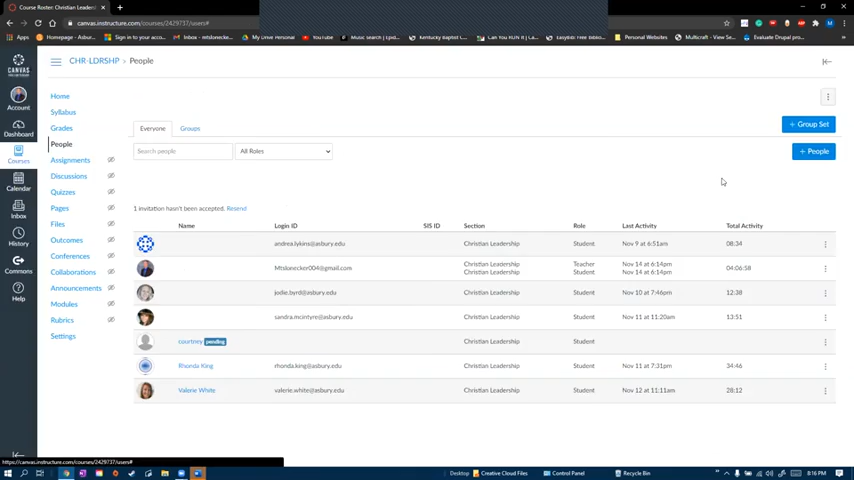 Course Roster: Christian Leadersh
canvas.instructure.com/courses/2429737/users#
Apps
Homepage - Asbury...
Sign in to your acco...
Inbox - mtslonecker...
My Drive Personal
YouTube
Music Search | Epid...
Kentucky Baptist C...
Can You RUN It | Ca...
EasyBib: Free Biblio...
Personal Websites
Multicraft - View Se...
Evaluate Drupal pro...
CANVAS
CHR-LDRSHP > People
Account
Dashboard
Courses
Calendar
Inbox
History
Commons
Help
Home
Syllabus
Grades
People
Assignments
Discussions
Quizzes
Pages
Files
Outcomes
Conferences
Collaborations
Announcements
Modules
Rubrics
Settings
Everyone Groups
+ Group Set
Search people All Roles
+ People
1 invitation hasn't been accepted. Resend
Name Login ID SIS ID Section Role Last Activity Total Activity
andrea.lykins@asbury.edu Christian Leadership Student Nov 9 at 6:51am 08:34
Mtslonecker004@gmail.com Christian Leadership Teacher Nov 14 at 6:14pm 04:06:58
Christian Leadership Student Nov 14 at 6:14pm
jodie.byrd@asbury.edu Christian Leadership Student Nov 10 at 7:46pm 12:38
sandra.mcintyre@asbury.edu Christian Leadership Student Nov 11 at 11:20am 13:51
courtney pending Christian Leadership Student
Rhonda King rhonda.king@asbury.edu Christian Leadership Student Nov 11 at 7:31pm 34:46
Valerie White valerie.white@asbury.edu Christian Leadership Student Nov 12 at 11:11am 28:12
https://canvas.instructure.com/courses/2429737/users#
Desktop Creative Cloud Files Control Panel Recycle Bin 8:16 PM